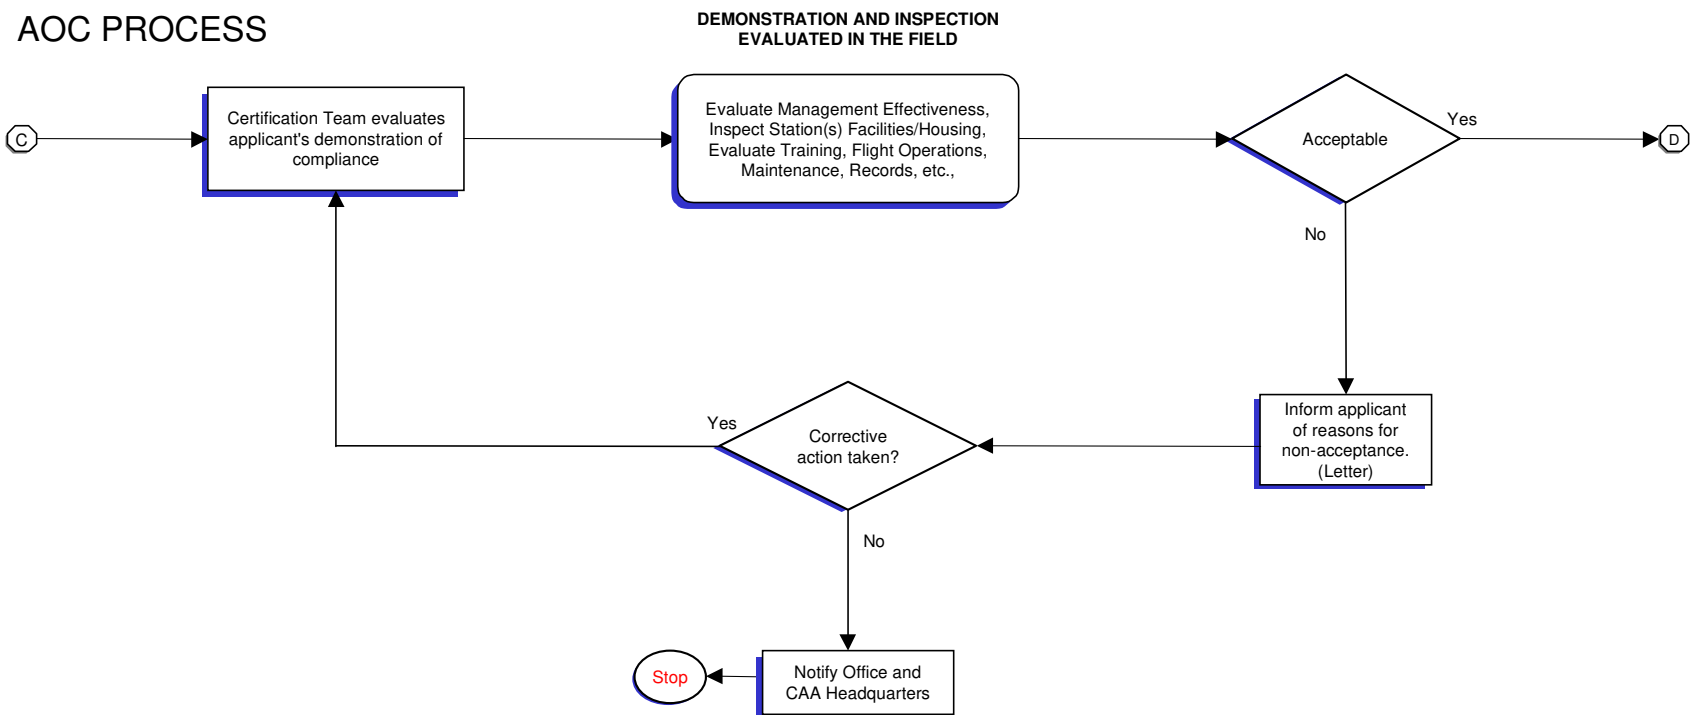 AOC PROCESS
DEMONSTRATION AND INSPECTION
EVALUATED IN THE FIELD
C
Certification Team evaluates
applicant's demonstration of
compliance
Evaluate Management Effectiveness,
Inspect Station(s) Facilities/Housing,
Evaluate Training, Flight Operations,
Maintenance, Records, etc.,
Acceptable
Yes
D
No
Inform applicant
of reasons for
non-acceptance.
(Letter)
Corrective
action taken?
Yes
No
Notify Office and
CAA Headquarters
Stop